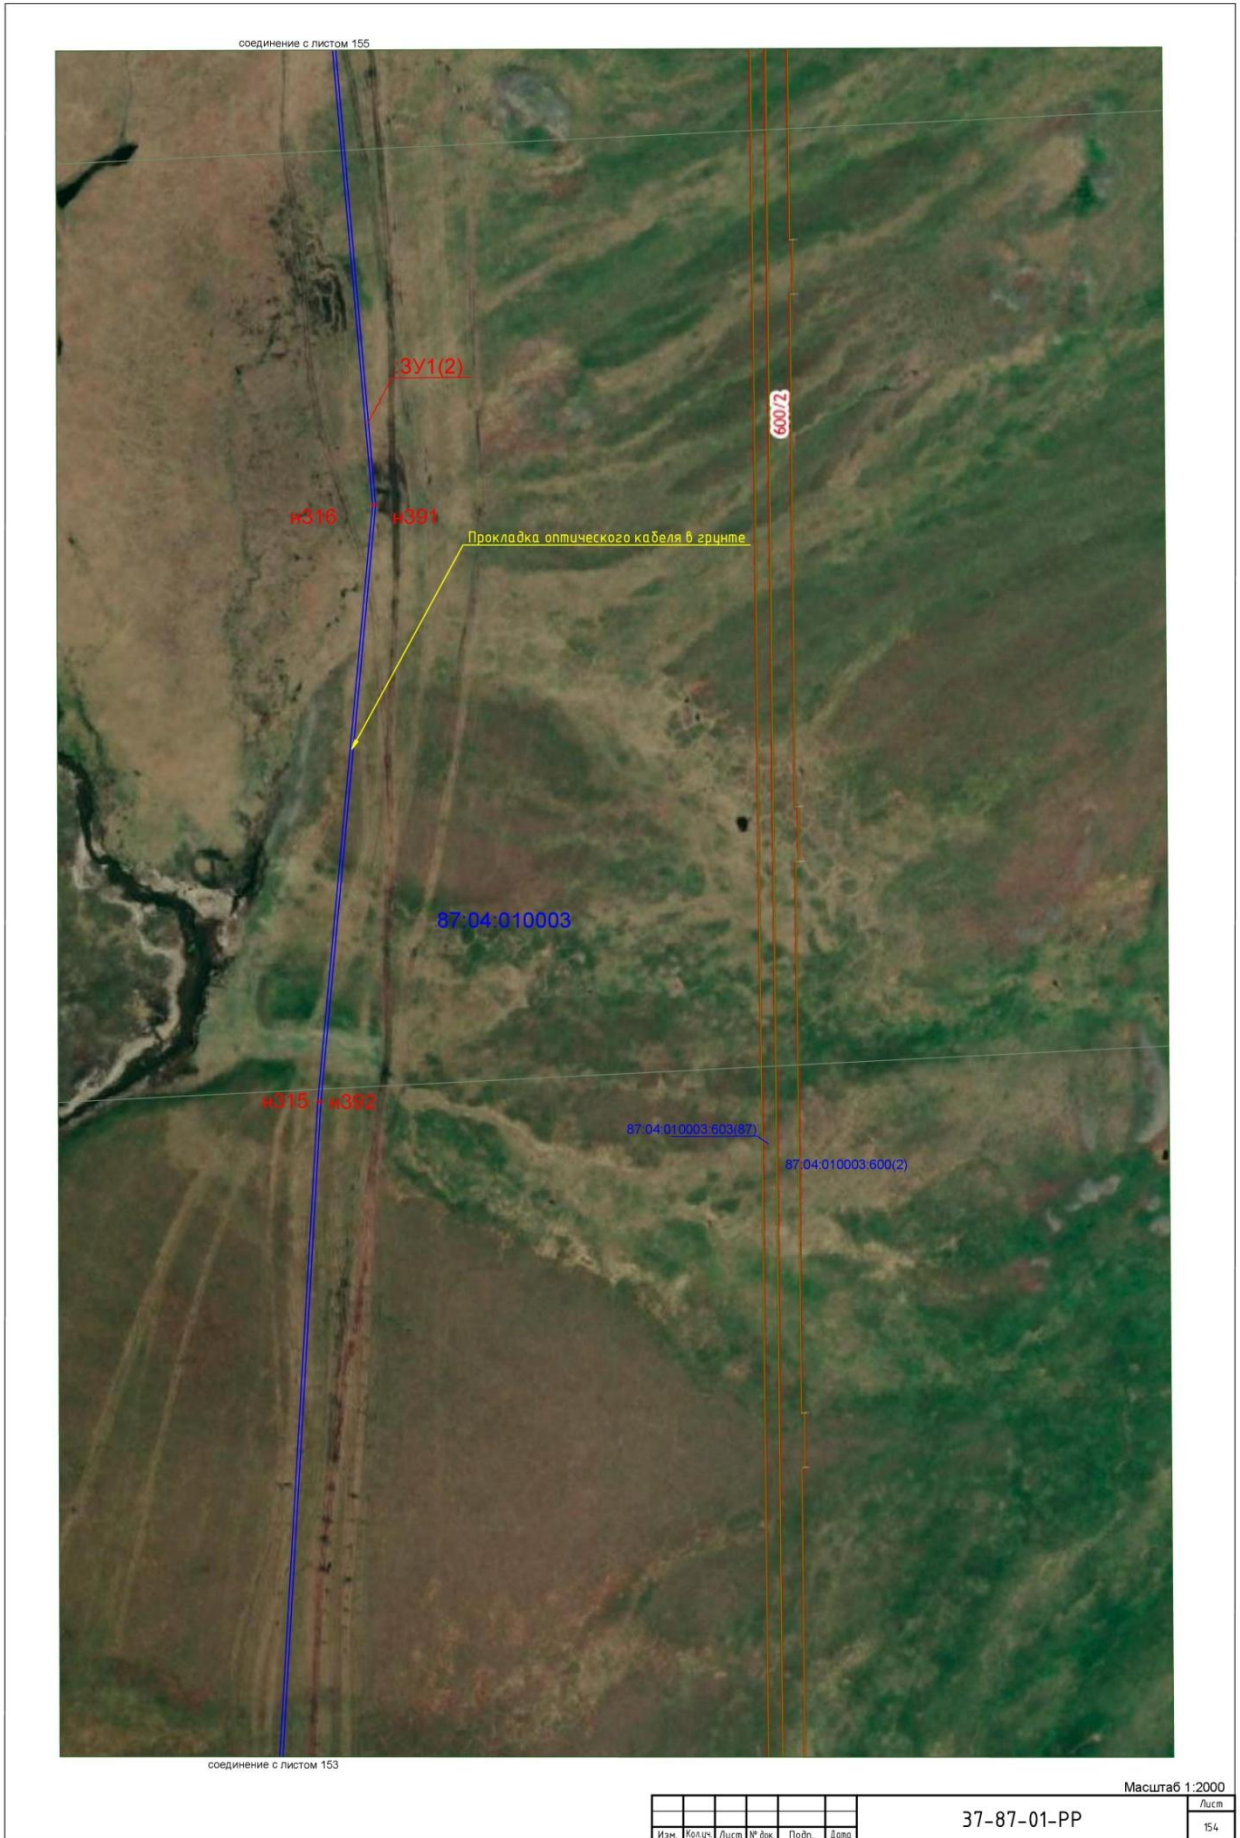 соединение с листом 155
ЗУ1(2)
600/2
н316
н391
Прокладка оптического кабеля в грунте
87:04:010003
н315
н392
87:04:010003:603(87)
87:04:010003:600(2)
соединение с листом 153
Масштаб 1:2000
37-87-01-РР
Лист
154
Изм. Кол.уч. Лист № док. Подп. Дата